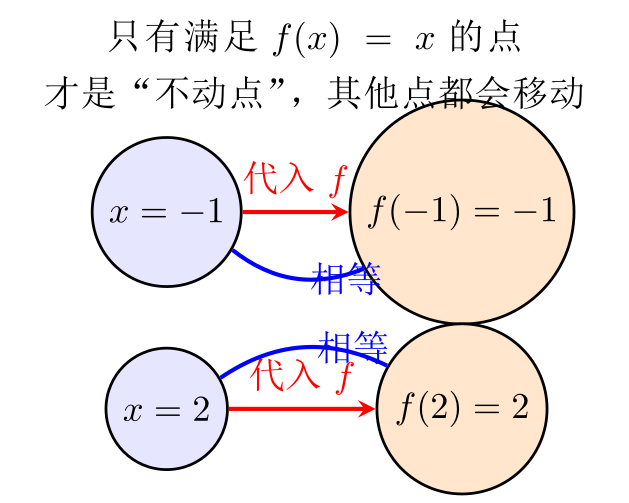 只有满足 f(x) = x 的点
才是“不动点”，其他点都会移动
代入 f
x = −1
f(−1) = −1
相等
相等
代入 f
x = 2
f(2) = 2